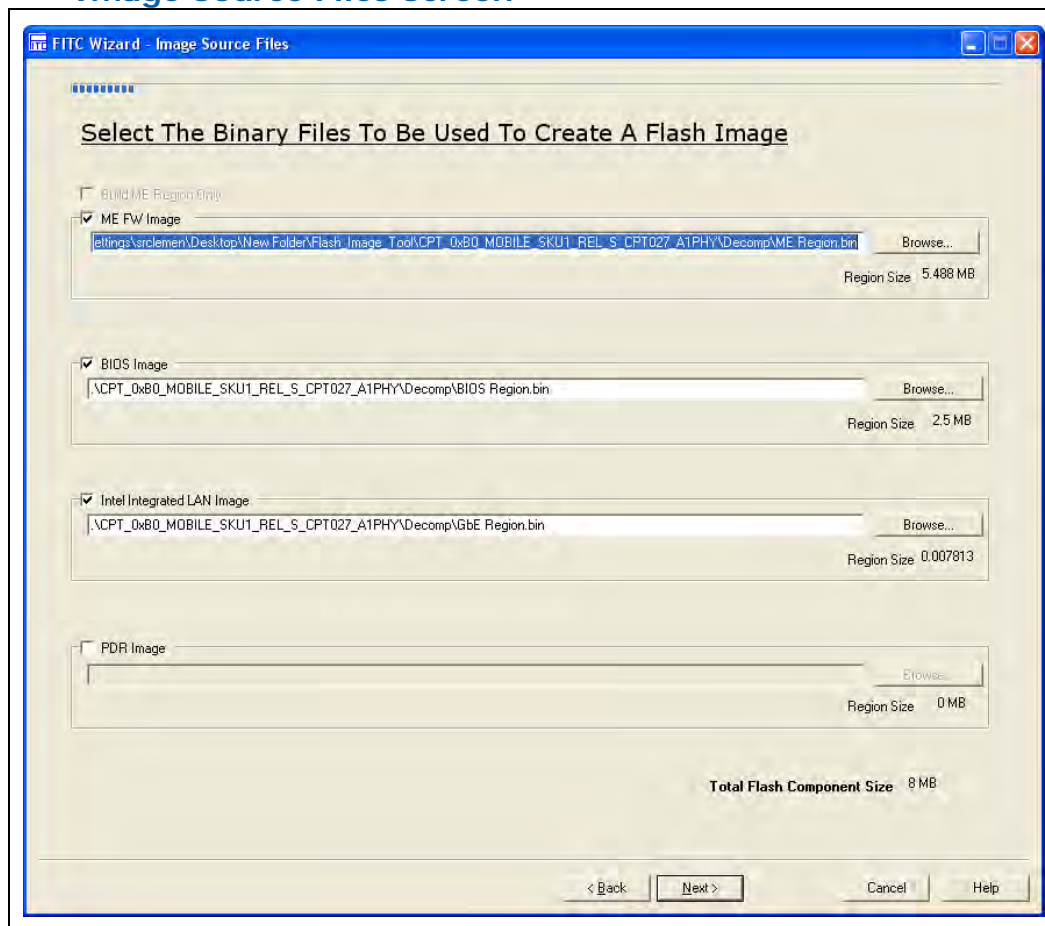 Image Source Files Screen
FITC Wizard - Image Source Files
Select The Binary Files To Be Used To Create A Flash Image
Build ME Region Only
ME FW Image
ettings\srclemen\Desktop\New Folder\Flash_Image_Tool\CPT_0xB0_MOBILE_SKU1_REL_S_CPT027_A1PHY\Decomp\ME Region.bin
Browse...
Region Size 5.488 MB
BIOS Image
.\CPT_0xB0_MOBILE_SKU1_REL_S_CPT027_A1PHY\Decomp\BIOS Region.bin
Browse...
Region Size 2.5 MB
Intel Integrated LAN Image
.\CPT_0xB0_MOBILE_SKU1_REL_S_CPT027_A1PHY\Decomp\GbE Region.bin
Browse...
Region Size 0.007813
PDR Image
Browse...
Region Size 0 MB
Total Flash Component Size 8 MB
< Back Next > Cancel Help